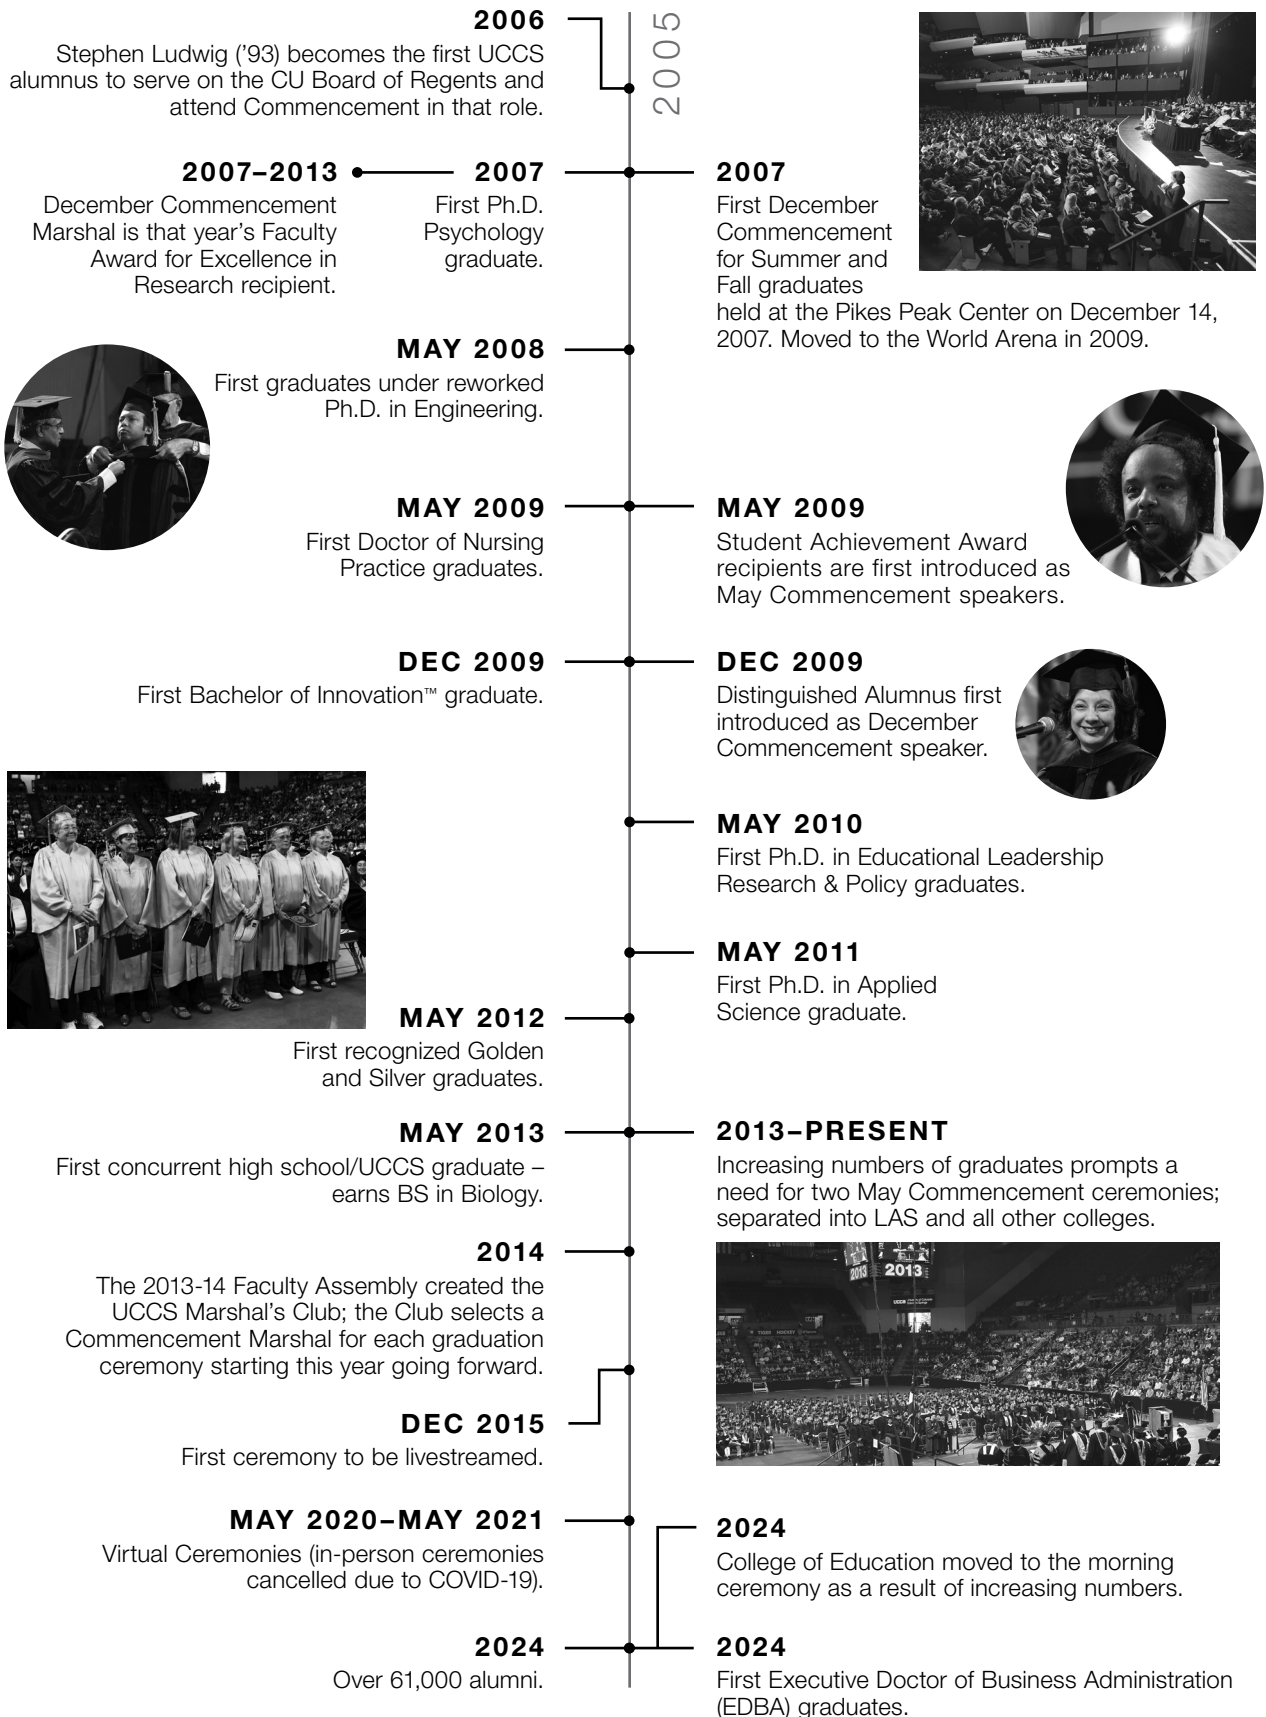 2005
2006
Stephen Ludwig (’93) becomes the first UCCS
alumnus to serve on the CU Board of Regents and
attend Commencement in that role.
2007–2013
December Commencement
Marshal is that year’s Faculty
Award for Excellence in
Research recipient.
2007
First Ph.D.
Psychology
graduate.
2007
First December
Commencement
for Summer and
Fall graduates
held at the Pikes Peak Center on December 14,
2007. Moved to the World Arena in 2009.
MAY 2008
First graduates under reworked
Ph.D. in Engineering.
MAY 2009
First Doctor of Nursing
Practice graduates.
MAY 2009
Student Achievement Award
recipients are first introduced as
May Commencement speakers.
DEC 2009
First Bachelor of Innovation™ graduate.
DEC 2009
Distinguished Alumnus first
introduced as December
Commencement speaker.
MAY 2010
First Ph.D. in Educational Leadership
Research & Policy graduates.
MAY 2011
First Ph.D. in Applied
Science graduate.
MAY 2012
First recognized Golden
and Silver graduates.
MAY 2013
First concurrent high school/UCCS graduate –
earns BS in Biology.
2013–PRESENT
Increasing numbers of graduates prompts a
need for two May Commencement ceremonies;
separated into LAS and all other colleges.
2013 2013
UCCS
TIGER HOCKEY
2014
The 2013-14 Faculty Assembly created the
UCCS Marshal’s Club; the Club selects a
Commencement Marshal for each graduation
ceremony starting this year going forward.
DEC 2015
First ceremony to be livestreamed.
MAY 2020–MAY 2021
Virtual Ceremonies (in-person ceremonies
cancelled due to COVID-19).
2024
College of Education moved to the morning
ceremony as a result of increasing numbers.
2024
Over 61,000 alumni.
2024
First Executive Doctor of Business Administration
(EDBA) graduates.